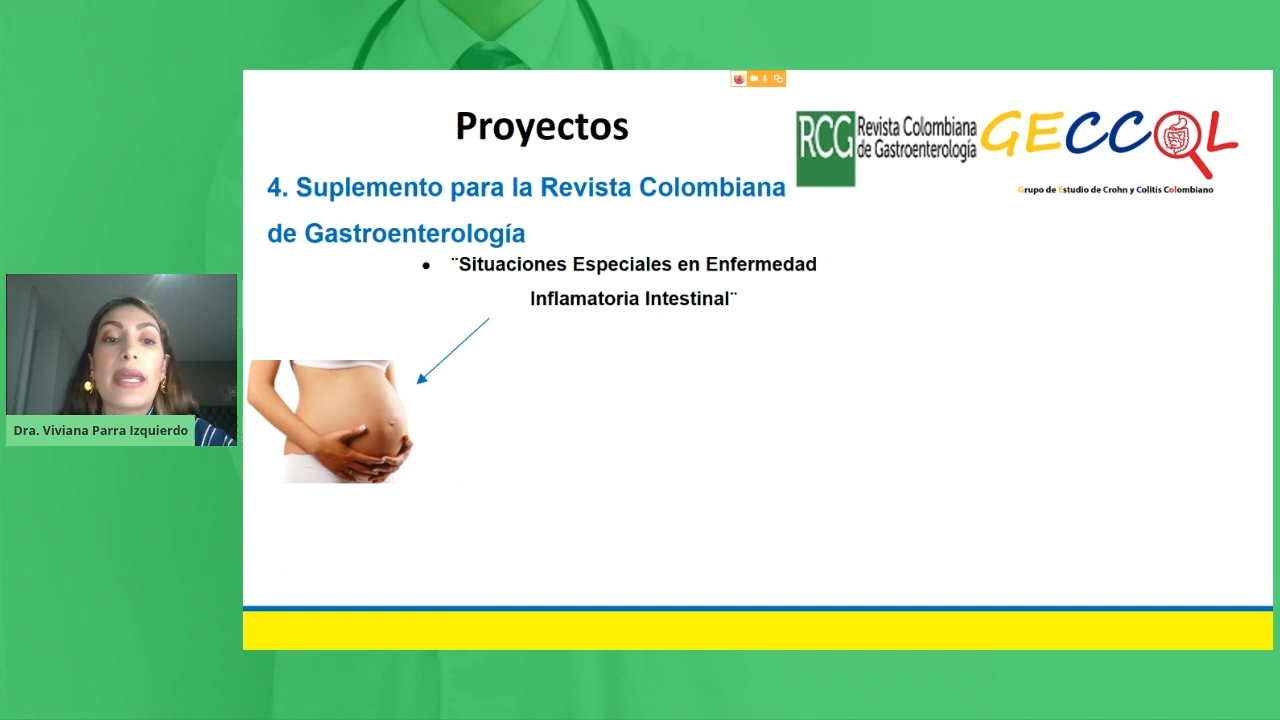 Proyectos
RCG
Revista Colombiana
de Gastroenterología
GECCOL
Grupo de Estudio de Crohn y Colitis Colombiano
4. Suplemento para la Revista Colombiana
de Gastroenterología
• ¨Situaciones Especiales en Enfermedad
Inflamatoria Intestinal¨
Dra. Viviana Parra Izquierdo